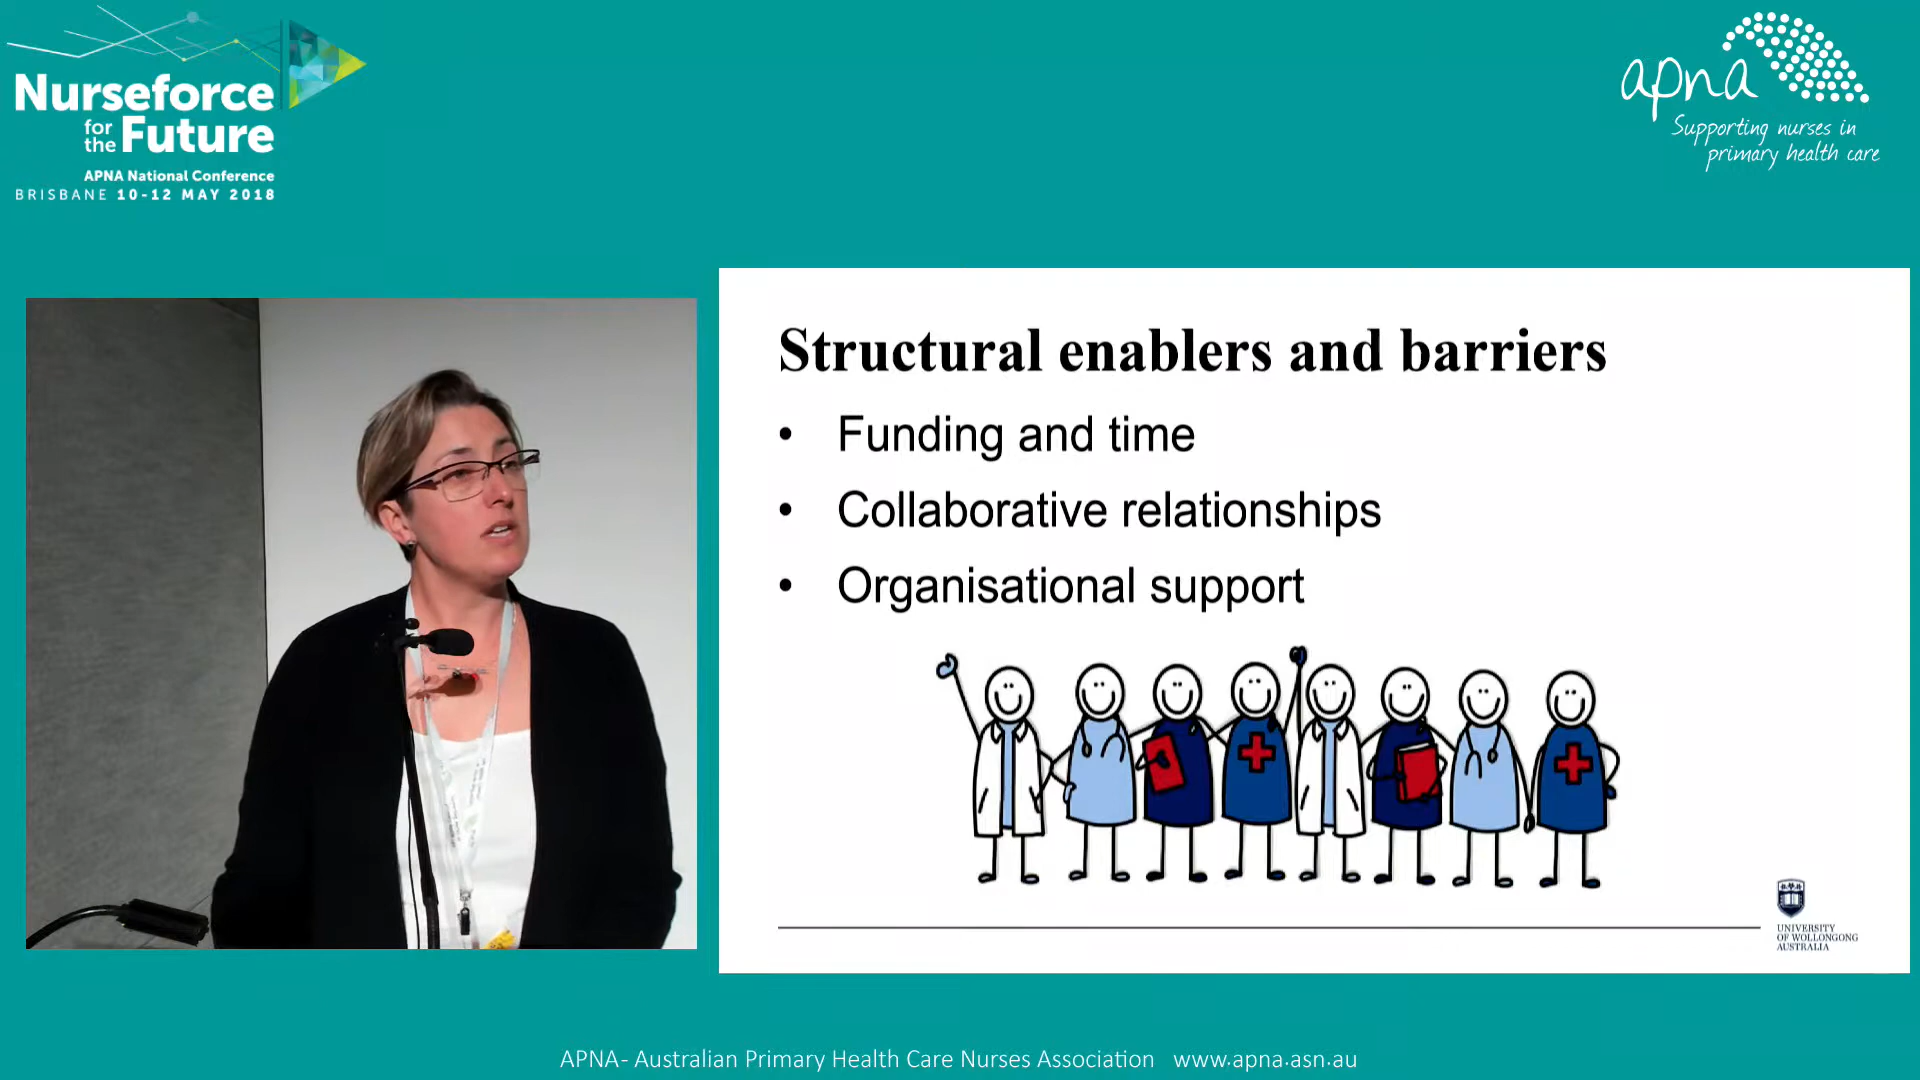 Nurseforce
for the Future
APNA National Conference
BRISBANE 10-12 MAY 2018
apna
Supporting nurses in
primary health care
Structural enablers and barriers
• Funding and time
• Collaborative relationships
• Organisational support
UNIVERSITY
OF WOLLONGONG
AUSTRALIA
APNA- Australian Primary Health Care Nurses Association www.apna.asn.au